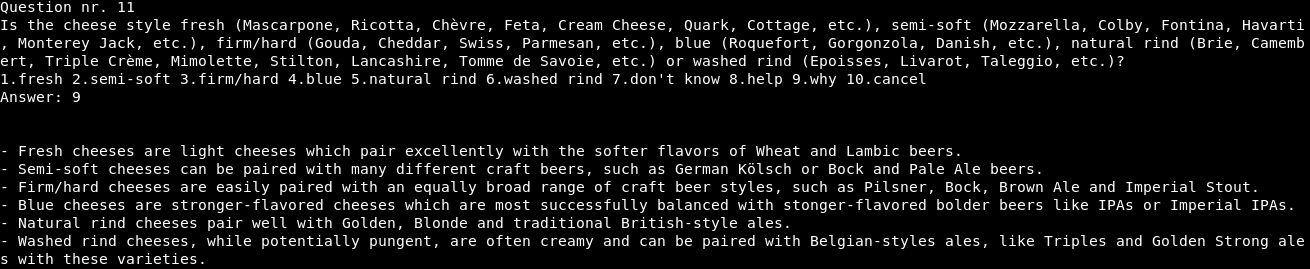 Question nr. 11
Is the cheese style fresh (Mascarpone, Ricotta, Chèvre, Feta, Cream Cheese, Quark, Cottage, etc.), semi-soft (Mozzarella, Colby, Fontina, Havarti
, Monterey Jack, etc.), firm/hard (Gouda, Cheddar, Swiss, Parmesan, etc.), blue (Roquefort, Gorgonzola, Danish, etc.), natural rind (Brie, Camemb
ert, Triple Crème, Mimolette, Stilton, Lancashire, Tomme de Savoie, etc.) or washed rind (Epoisses, Livarot, Taleggio, etc.)?
1.fresh 2.semi-soft 3.firm/hard 4.blue 5.natural rind 6.washed rind 7.don't know 8.help 9.why 10.cancel
Answer: 9
- Fresh cheeses are light cheeses which pair excellently with the softer flavors of Wheat and Lambic beers.
- Semi-soft cheeses can be paired with many different craft beers, such as German Kölsch or Bock and Pale Ale beers.
- Firm/hard cheeses are easily paired with an equally broad range of craft beer styles, such as Pilsner, Bock, Brown Ale and Imperial Stout.
- Blue cheeses are stronger-flavored cheeses which are most successfully balanced with stonger-flavored bolder beers like IPAs or Imperial IPAs.
- Natural rind cheeses pair well with Golden, Blonde and traditional British-style ales.
- Washed rind cheeses, while potentially pungent, are often creamy and can be paired with Belgian-styles ales, like Triples and Golden Strong ale
s with these varieties.